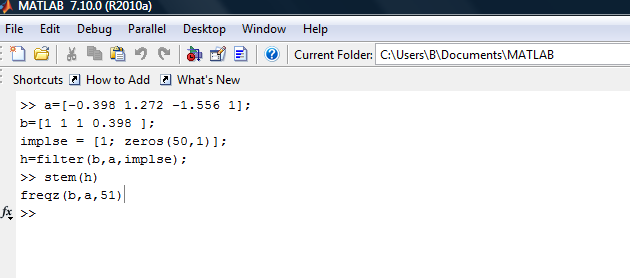 MATLAB 7.10.0 (R2010a)
File Edit Debug Parallel Desktop Window Help
Current Folder: C:\Users\B\Documents\MATLAB
Shortcuts How to Add What's New
>> a=[-0.398 1.272 -1.556 1];
b=[1 1 1 0.398 ];
implse = [1; zeros(50,1)];
h=filter(b,a,implse);
>> stem(h)
freqz(b,a,51)
fx >>